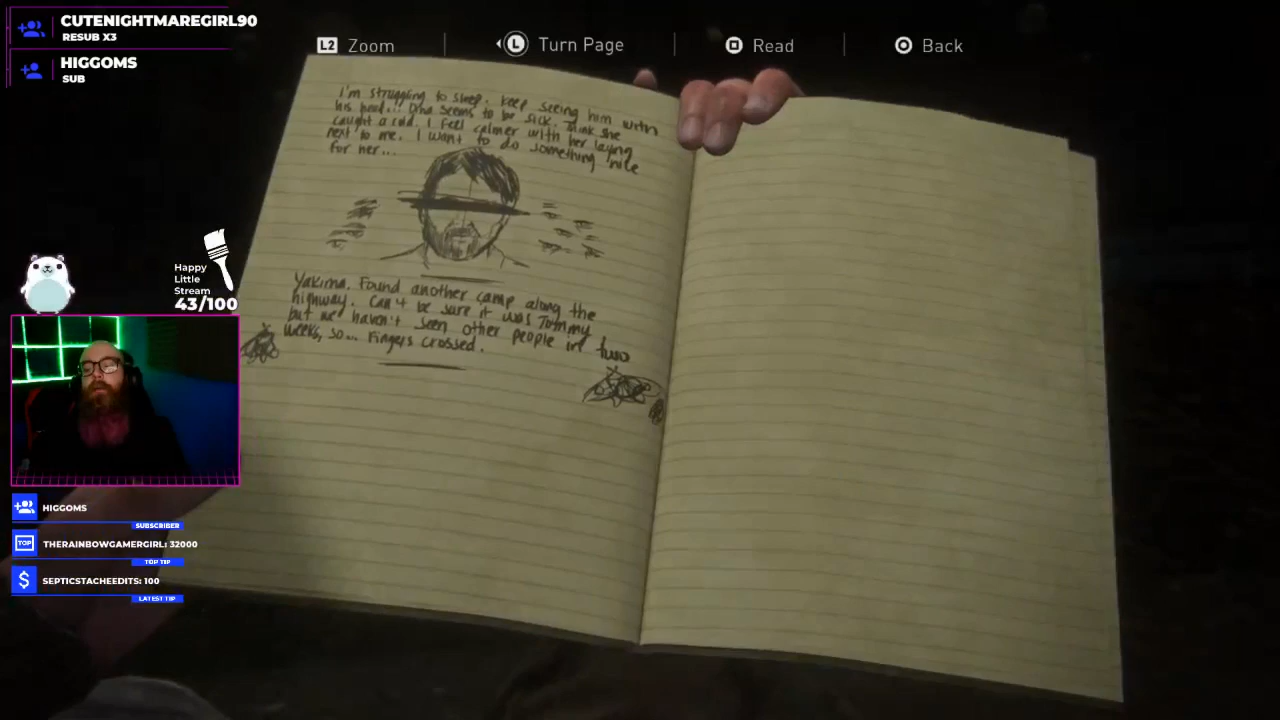 CUTENIGHTMAREGIRL90
RESUB X3
HIGGOMS
SUB
L2 Zoom
L Turn Page
Read
Back
I'm struggling to sleep. Keep seeing him with
his head... Dina seems to be sick. Think she
caught a cold. I feel calmer with her laying
next to me. I want to do something nice
for her...
Yakima. Found another camp along the
highway. Can't be sure it was Tommy
but we haven't seen other people in two
weeks, so... Fingers crossed.
Happy
Little
Stream
43/100
HIGGOMS
SUBSCRIBER
TOP
THERAINBOWGAMERGIRL: 32000
TOP TIP
$
SEPTICSTACHEEDITS: 100
LATEST TIP